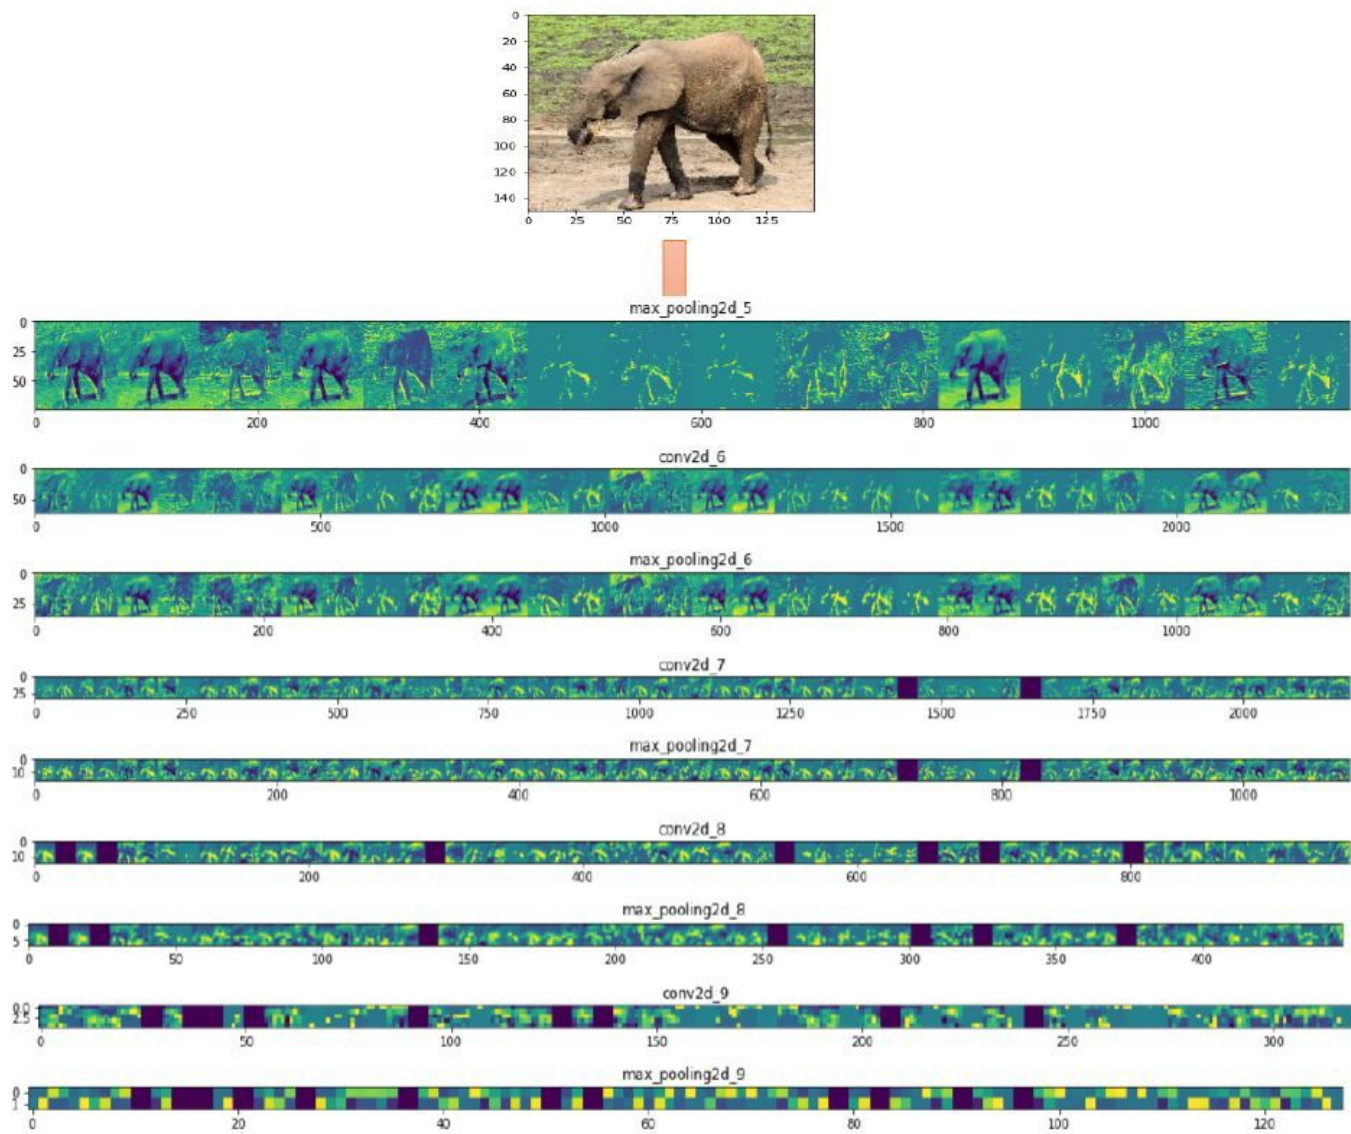 0
20
40
60
80
100
120
140
0 25 50 75 100 125
max_pooling2d_5
0
25
50
0 200 400 600 800 1000
conv2d_6
0
50
0 500 1000 1500 2000
max_pooling2d_6
0
25
0 200 400 600 800 1000
conv2d_7
0
25
0 250 500 750 1000 1250 1500 1750 2000
max_pooling2d_7
0
10
0 200 400 600 800 1000
conv2d_8
0
10
0 200 400 600 800
max_pooling2d_8
0
5
0 50 100 150 200 250 300 350 400
conv2d_9
0.0
2.5
0 50 100 150 200 250 300
max_pooling2d_9
0
1
0 20 40 60 80 100 120